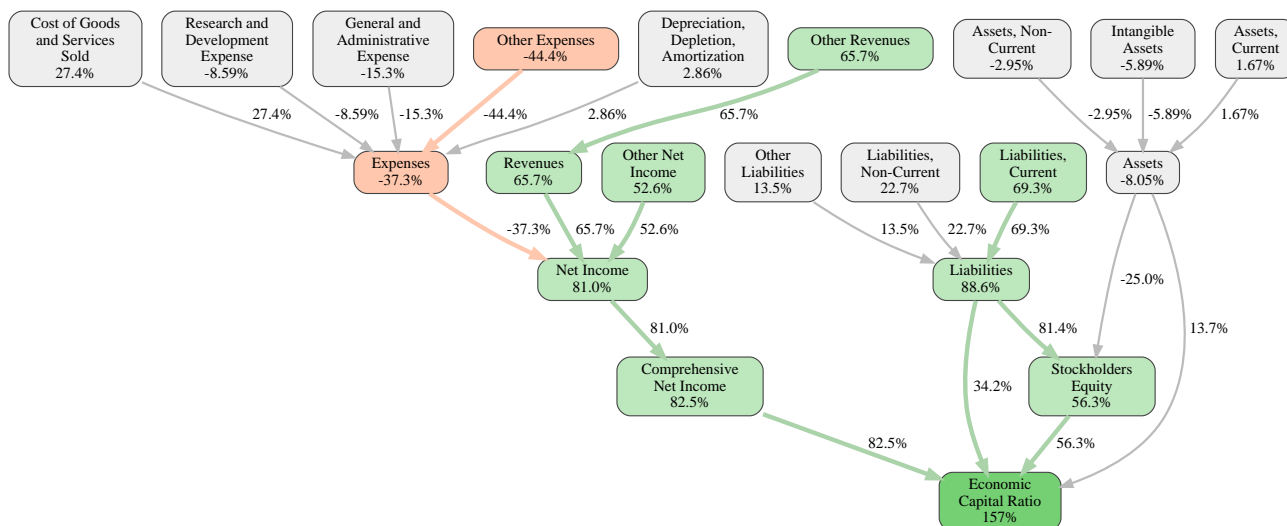 Cost of Goods
and Services
Sold
27.4%
Research and
Development
Expense
-8.59%
General and
Administrative
Expense
-15.3%
Other Expenses
-44.4%
Depreciation,
Depletion,
Amortization
2.86%
Other Revenues
65.7%
Assets, Non-
Current
-2.95%
Intangible
Assets
-5.89%
Assets,
Current
1.67%
27.4%
-8.59%
-15.3%
-44.4%
2.86%
65.7%
-2.95%
-5.89%
1.67%
Expenses
-37.3%
Revenues
65.7%
Other Net
Income
52.6%
Other
Liabilities
13.5%
Liabilities,
Non-Current
22.7%
Liabilities,
Current
69.3%
Assets
-8.05%
-37.3%
65.7%
52.6%
13.5%
22.7%
69.3%
Net Income
81.0%
Liabilities
88.6%
-25.0%
81.0%
81.4%
13.7%
Comprehensive
Net Income
82.5%
34.2%
Stockholders
Equity
56.3%
82.5%
56.3%
Economic
Capital Ratio
157%